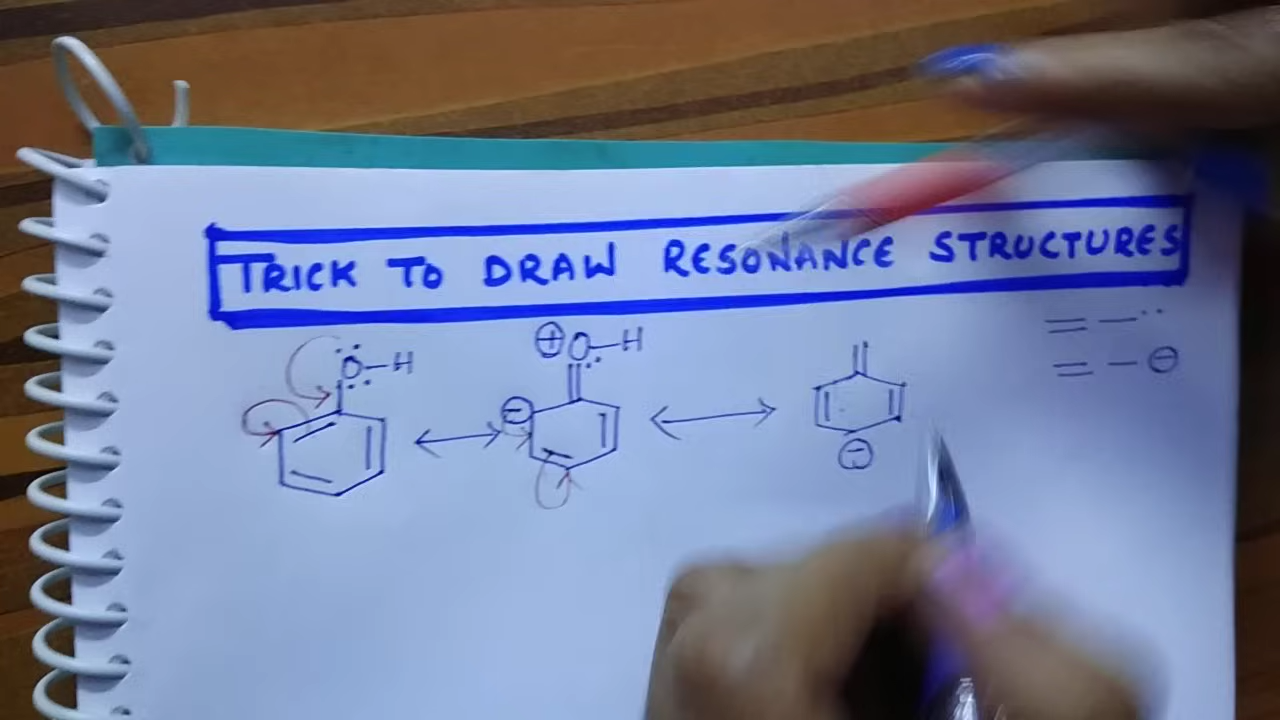 TRICK TO DRAW RESONANCE STRUCTURES
O-H
⊕ O-H
⊖
⊖
= - ..
= - ⊖